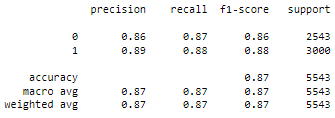 precision recall f1-score support
0 0.86 0.87 0.86 2543
1 0.89 0.88 0.88 3000
accuracy 0.87 5543
macro avg 0.87 0.87 0.87 5543
weighted avg 0.87 0.87 0.87 5543